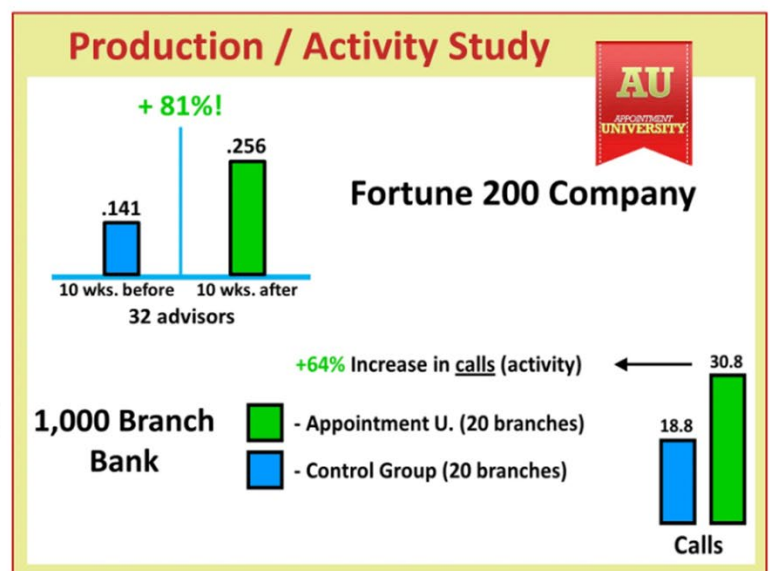 Production / Activity Study
AU
APPOINTMENT
UNIVERSITY
+ 81%!
.256
.141
10 wks. before
10 wks. after
32 advisors
Fortune 200 Company
+64% Increase in calls (activity)
30.8
18.8
1,000 Branch
Bank
- Appointment U. (20 branches)
- Control Group (20 branches)
Calls